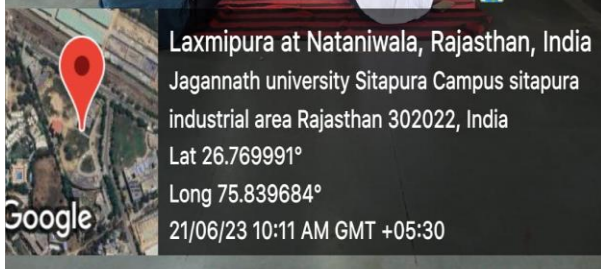 Laxmipura at Nataniwala, Rajasthan, India
Jagannath university Sitapura Campus sitapura
industrial area Rajasthan 302022, India
Lat 26.769991°
Long 75.839684°
21/06/23 10:11 AM GMT +05:30
Google